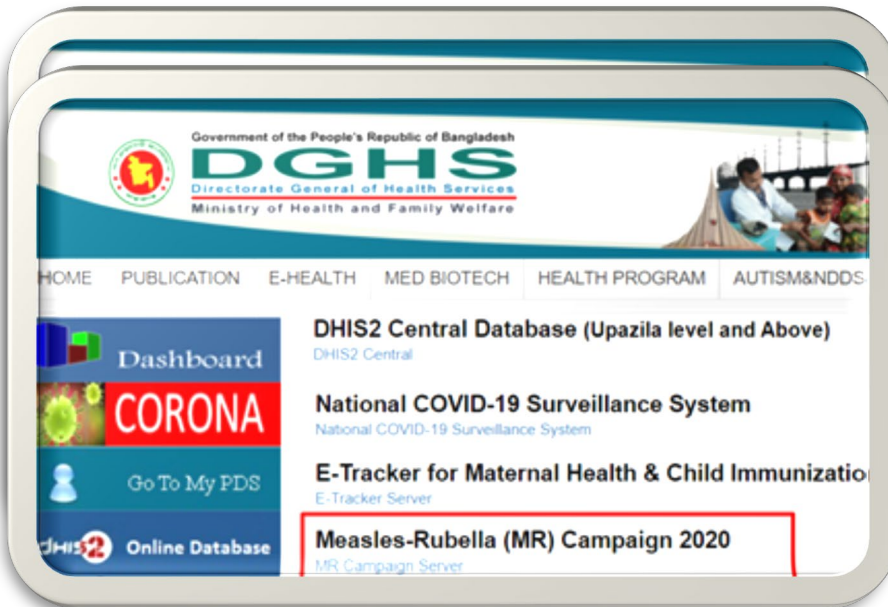 Government of the People's Republic of Bangladesh
DGHS
Directorate General of Health Services
Ministry of Health and Family Welfare
HOME PUBLICATION E-HEALTH MED BIOTECH HEALTH PROGRAM AUTISM&NDDS
Dashboard
CORONA
Go To My PDS
dHIS2 Online Database
DHIS2 Central Database (Upazila level and Above)
DHIS2 Central
National COVID-19 Surveillance System
National COVID-19 Surveillance System
E-Tracker for Maternal Health & Child Immunizatio
E-Tracker Server
Measles-Rubella (MR) Campaign 2020
MR Campaign Server